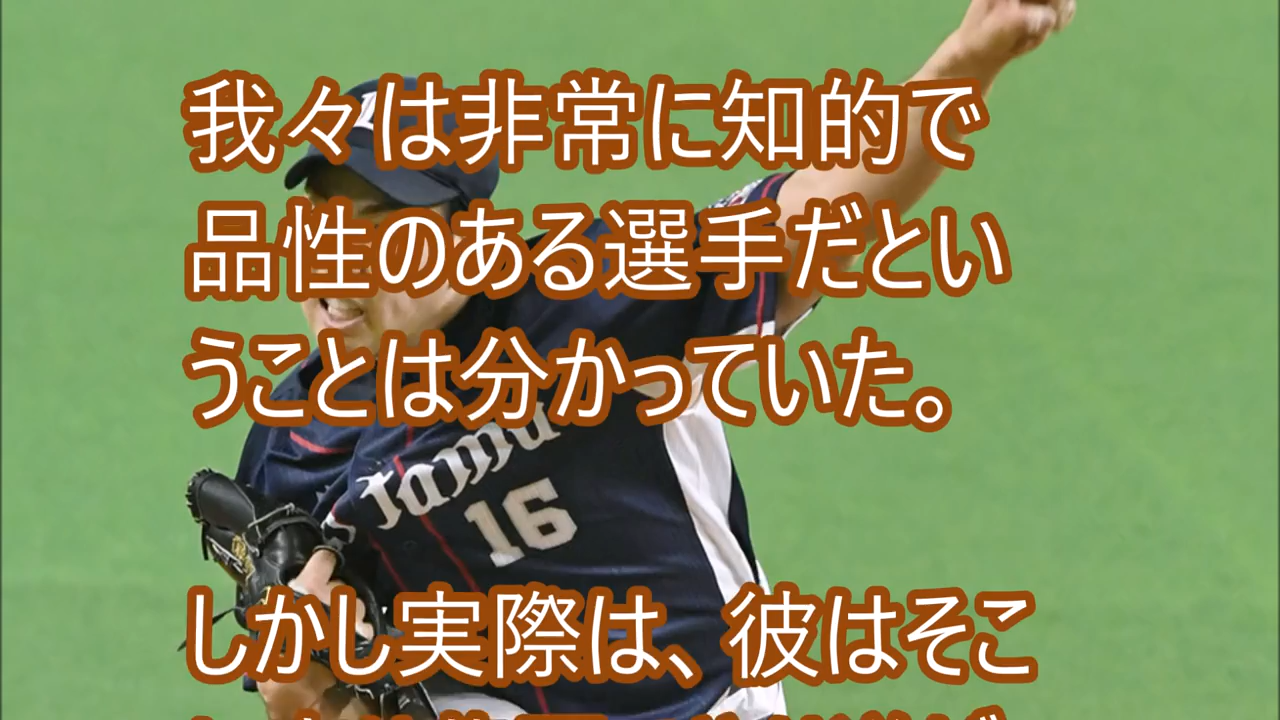 我々は非常に知的で
品性のある選手だとい
うことは分かっていた。
tamu
16
しかし実際は、彼はそこ